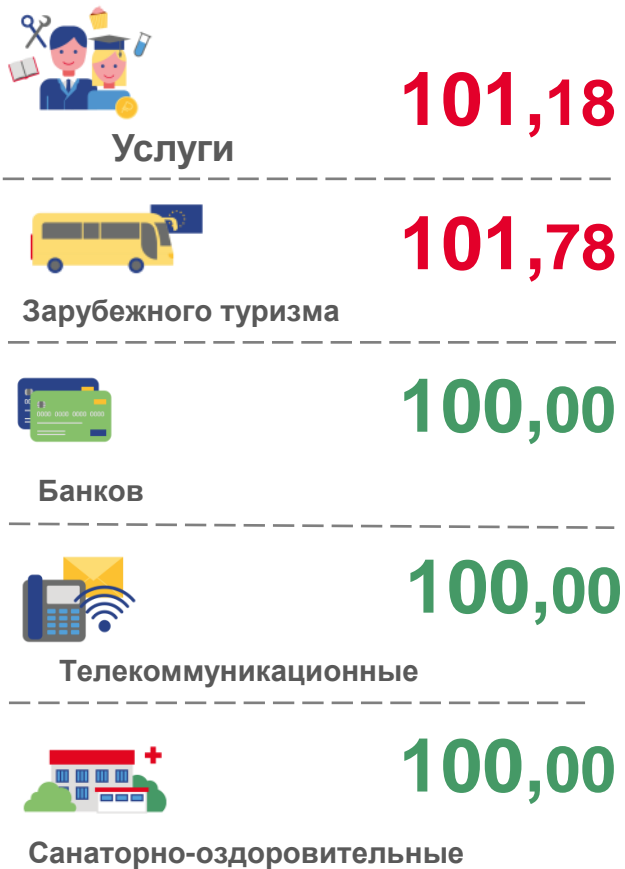 101,18
Услуги
101,78
Зарубежного туризма
100,00
Банков
100,00
Телекоммуникационные
100,00
Санаторно-оздоровительные